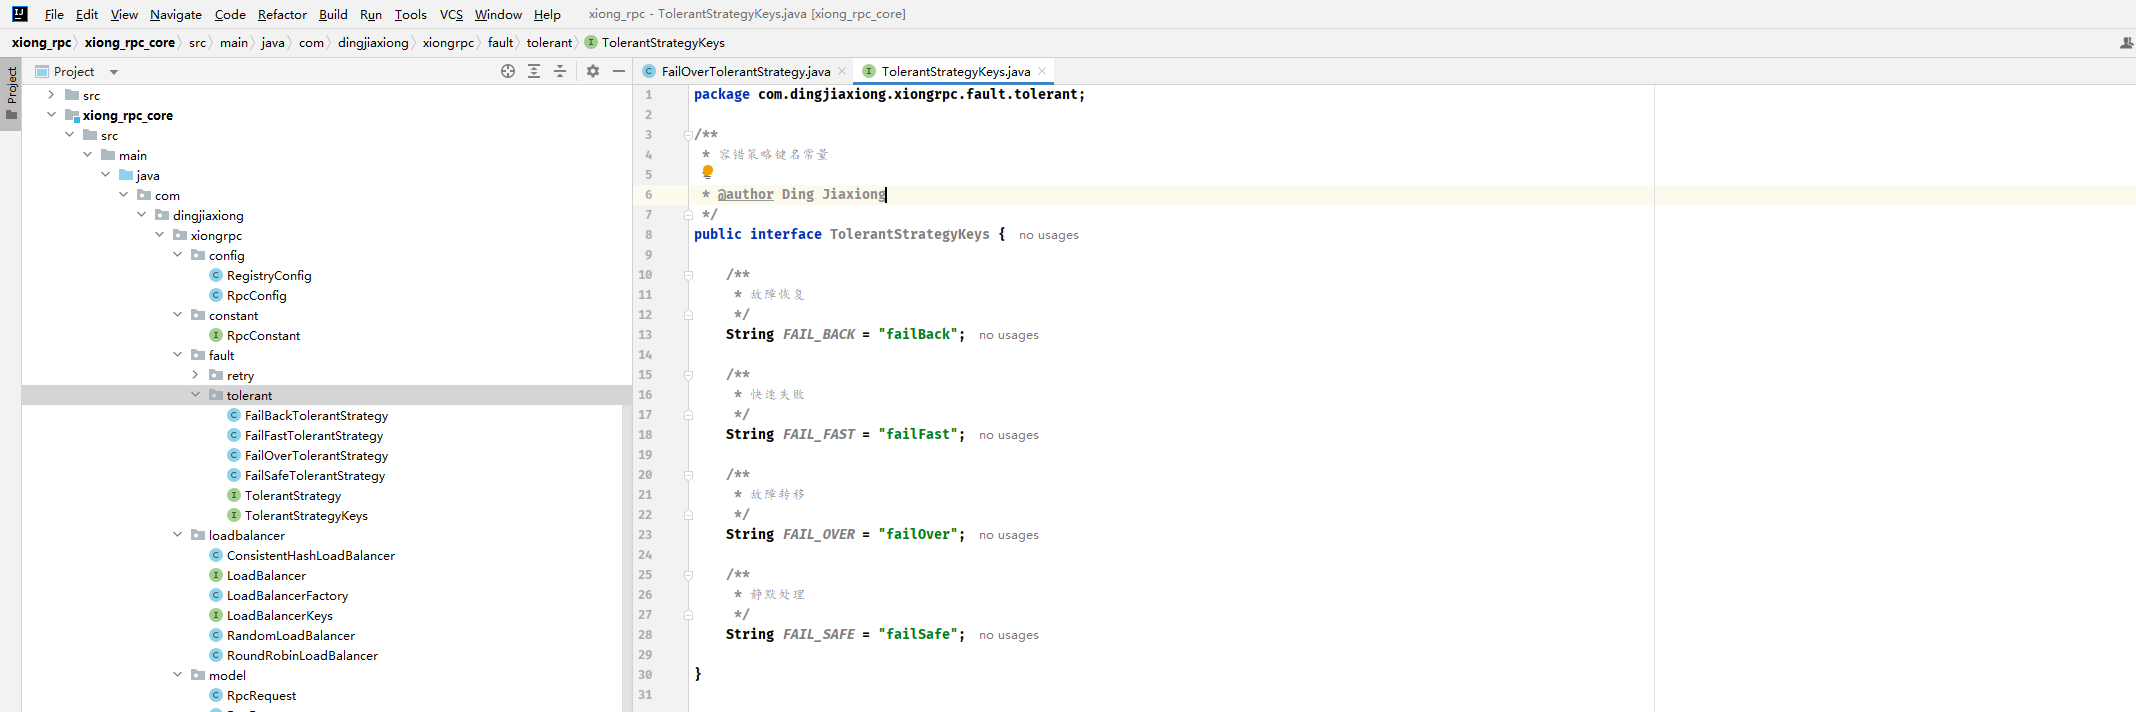 File Edit View Navigate Code Refactor Build Run Tools VCS Window Help xiong_rpc - TolerantStrategyKeys.java [xiong_rpc_core]
xiong_rpc xiong_rpc_core src main java com dingjiaxiong xiongrpc fault tolerant TolerantStrategyKeys
Project
Project
src
xiong_rpc_core
src
main
java
com
dingjiaxiong
xiongrpc
config
RegistryConfig
RpcConfig
constant
RpcConstant
fault
retry
tolerant
FailBackTolerantStrategy
FailFastTolerantStrategy
FailOverTolerantStrategy
FailSafeTolerantStrategy
TolerantStrategy
TolerantStrategyKeys
loadbalancer
ConsistentHashLoadBalancer
LoadBalancer
LoadBalancerFactory
LoadBalancerKeys
RandomLoadBalancer
RoundRobinLoadBalancer
model
RpcRequest
FailOverTolerantStrategy.java TolerantStrategyKeys.java
1 package com.dingjiaxiong.xiongrpc.fault.tolerant;
2
3 /**
4 * 容错策略键名常量
5
6 * @author Ding Jiaxiong
7 */
8 public interface TolerantStrategyKeys { no usages
9
10 /**
11 * 故障恢复
12 */
13 String FAIL_BACK = "failBack"; no usages
14
15 /**
16 * 快速失败
17 */
18 String FAIL_FAST = "failFast"; no usages
19
20 /**
21 * 故障转移
22 */
23 String FAIL_OVER = "failOver"; no usages
24
25 /**
26 * 静默处理
27 */
28 String FAIL_SAFE = "failSafe"; no usages
29
30 }
31